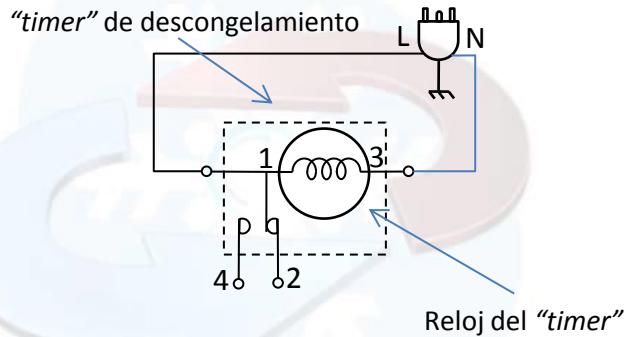 “timer” de descongelamiento
L N
1 3
4 2
Reloj del “timer”